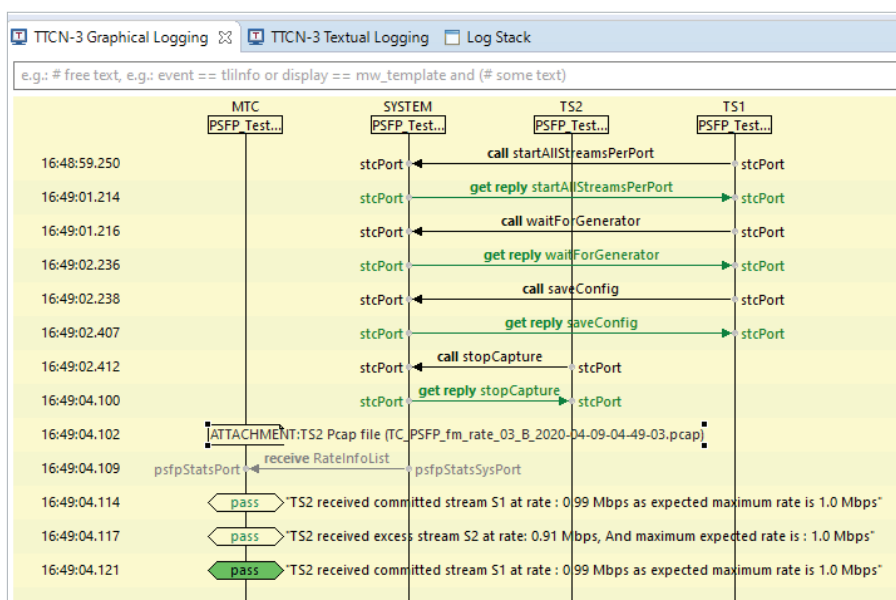 TTCN-3 Graphical Logging TTCN-3 Textual Logging Log Stack
e.g.: # free text, e.g.: event == tliInfo or display == mw_template and (# some text)
MTC SYSTEM TS2 TS1
PSFP_Test... PSFP_Test... PSFP_Test... PSFP_Test...
16:48:59.250 stcPort call startAllStreamsPerPort stcPort
16:49:01.214 stcPort get reply startAllStreamsPerPort stcPort
16:49:01.216 stcPort call waitForGenerator stcPort
16:49:02.236 stcPort get reply waitForGenerator stcPort
16:49:02.238 stcPort call saveConfig stcPort
16:49:02.407 stcPort get reply saveConfig stcPort
16:49:02.412 stcPort call stopCapture stcPort
16:49:04.100 stcPort get reply stopCapture stcPort
16:49:04.102 ATTACHMENT:TS2 Pcap file (TC_PSFP_fm_rate_03_B_2020-04-09-04-49-03.pcap)
16:49:04.109 psfpStatsPort receive RateInfoList psfpStatsSysPort
16:49:04.114 pass "TS2 received committed stream S1 at rate : 0.99 Mbps as expected maximum rate is 1.0 Mbps"
16:49:04.117 pass "TS2 received excess stream S2 at rate: 0.91 Mbps, And maximum expected rate is : 1.0 Mbps"
16:49:04.121 pass "TS2 received committed stream S1 at rate : 0.99 Mbps as expected maximum rate is 1.0 Mbps"